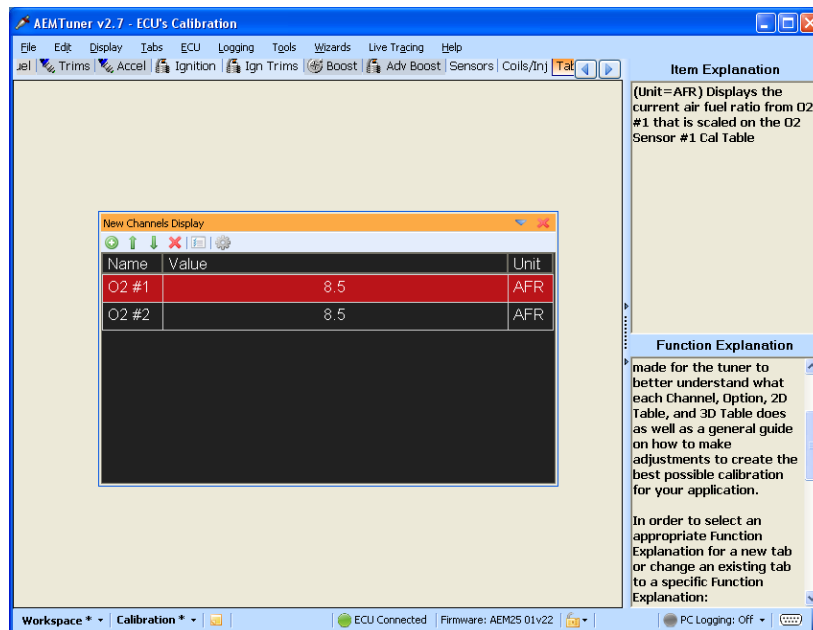 AEMTuner v2.7 - ECU's Calibration
File Edit Display Tabs ECU Logging Tools Wizards Live Tracing Help
uel Trims Accel Ignition Ign Trims Boost Adv Boost Sensors Coils/Inj Tab
Item Explanation
(Unit=AFR) Displays the
current air fuel ratio from O2
#1 that is scaled on the O2
Sensor #1 Cal Table
New Channels Display
Name Value Unit
O2 #1 8.5 AFR
O2 #2 8.5 AFR
Function Explanation
made for the tuner to
better understand what
each Channel, Option, 2D
Table, and 3D Table does
as well as a general guide
on how to make
adjustments to create the
best possible calibration
for your application.
In order to select an
appropriate Function
Explanation for a new tab
or change an existing tab
to a specific Function
Explanation:
Workspace * Calibration * ECU Connected Firmware: AEM25 01v22 PC Logging: Off